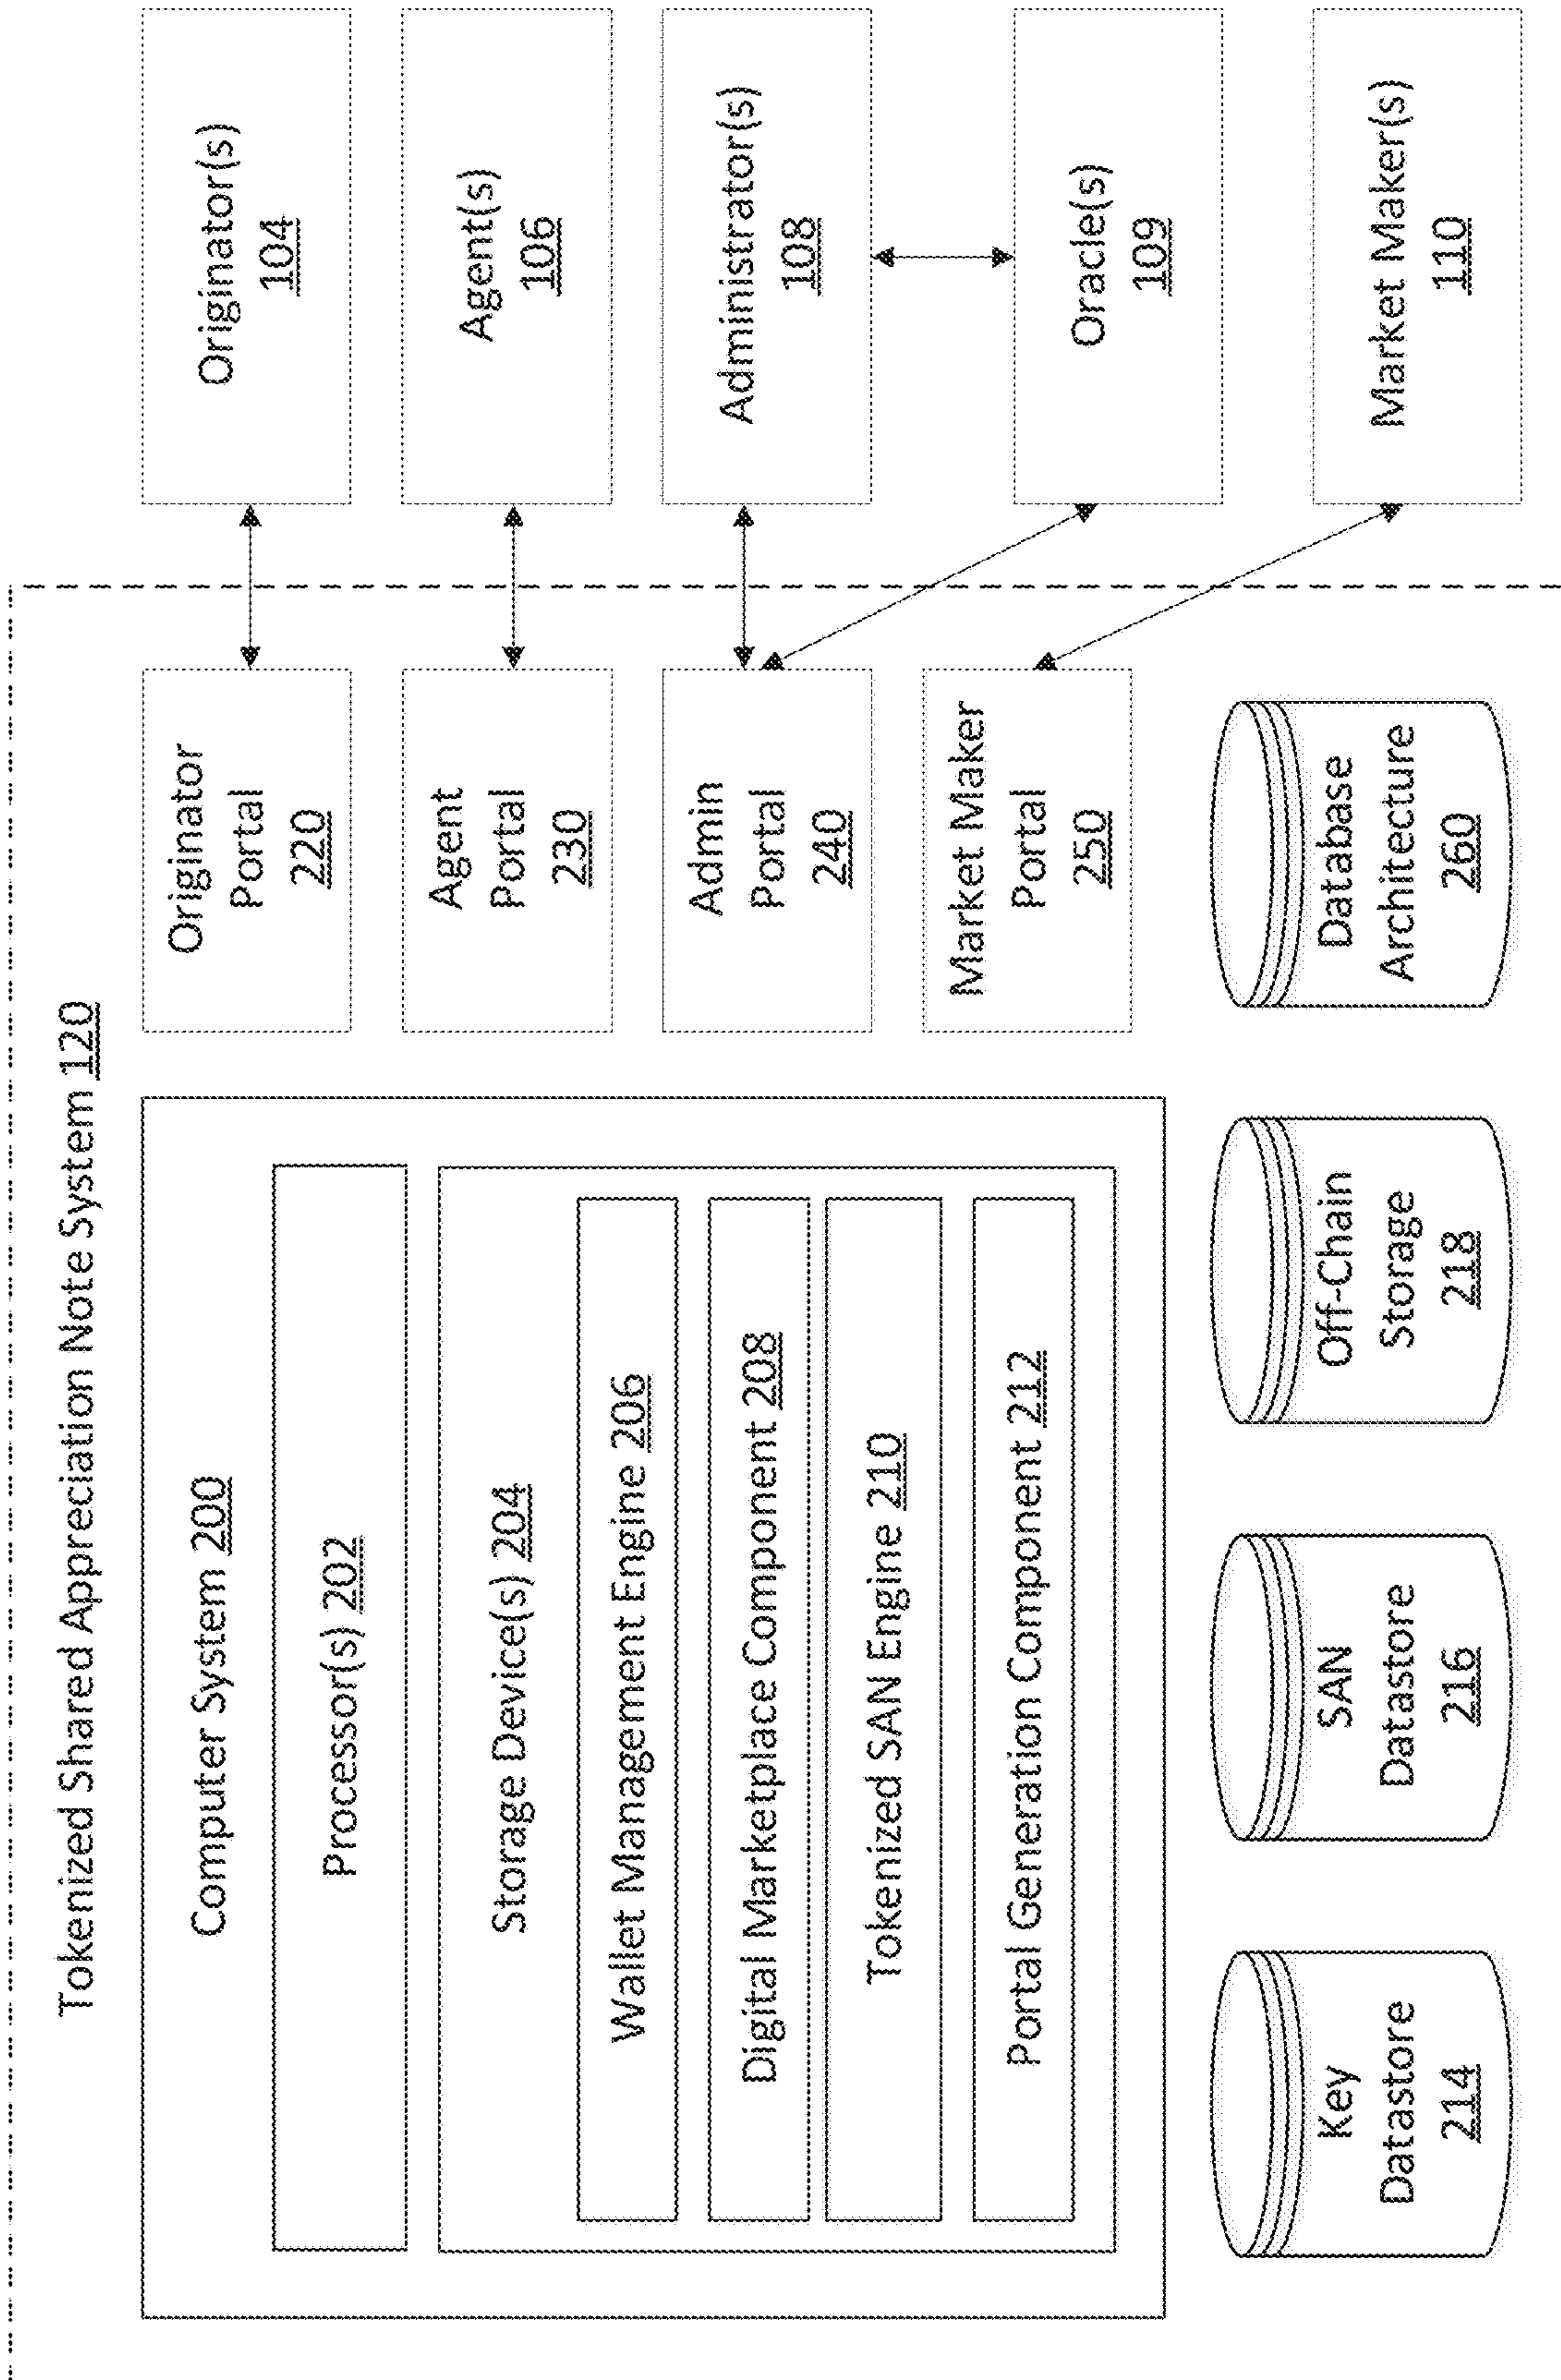 Tokenized Shared Appreciation Note System 120
Computer System 200
Processor(s) 202
Storage Device(s) 204
Wallet Management Engine 206
Digital Marketplace Component 208
Tokenized SAN Engine 210
Portal Generation Component 212
Key
Datastore
214
SAN
Datastore
216
Off-Chain
Storage
218
Database
Architecture
260
Originator
Portal
220
Agent
Portal
230
Admin
Portal
240
Market Maker
Portal
250
Originator(s)
104
Agent(s)
106
Administrator(s)
108
Oracle(s)
109
Market Maker(s)
110